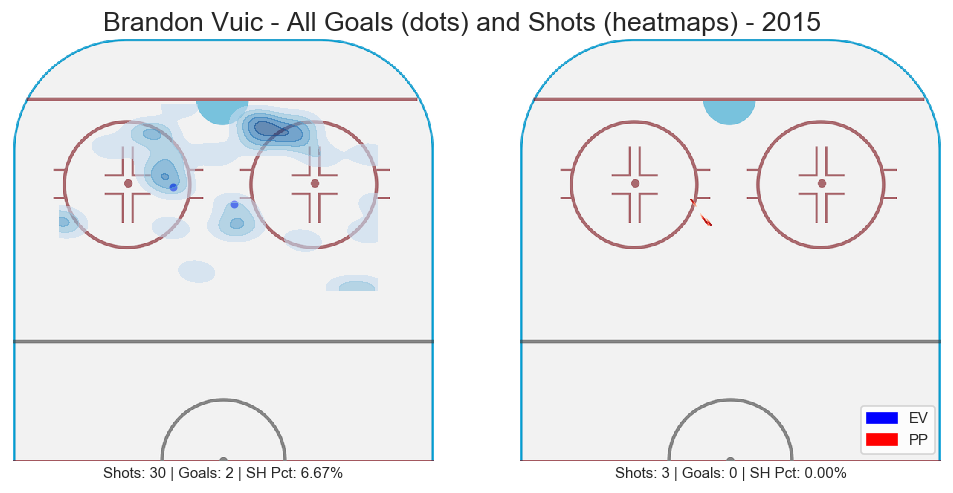 Brandon Vuic - All Goals (dots) and Shots (heatmaps) - 2015
EV
PP
Shots: 30 | Goals: 2 | SH Pct: 6.67%
Shots: 3 | Goals: 0 | SH Pct: 0.00%